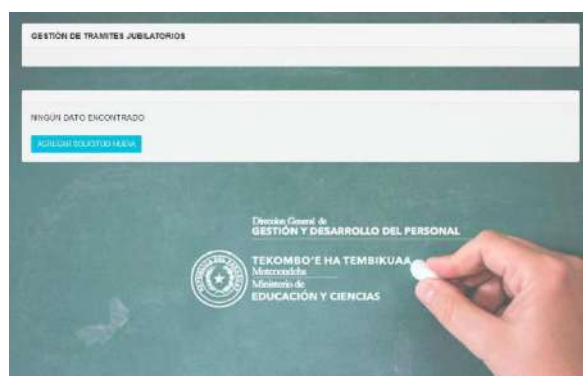 GESTIÓN DE TRAMITES JUBILATORIOS
NINGÚN DATO ENCONTRADO
AGREGAR SOLICITUD NUEVA
Direccion General de
GESTIÓN Y DESARROLLO DEL PERSONAL
TEKOMBO'E HA TEMBIKUAA
Motenondeha
Ministerio de
EDUCACIÓN Y CIENCIAS